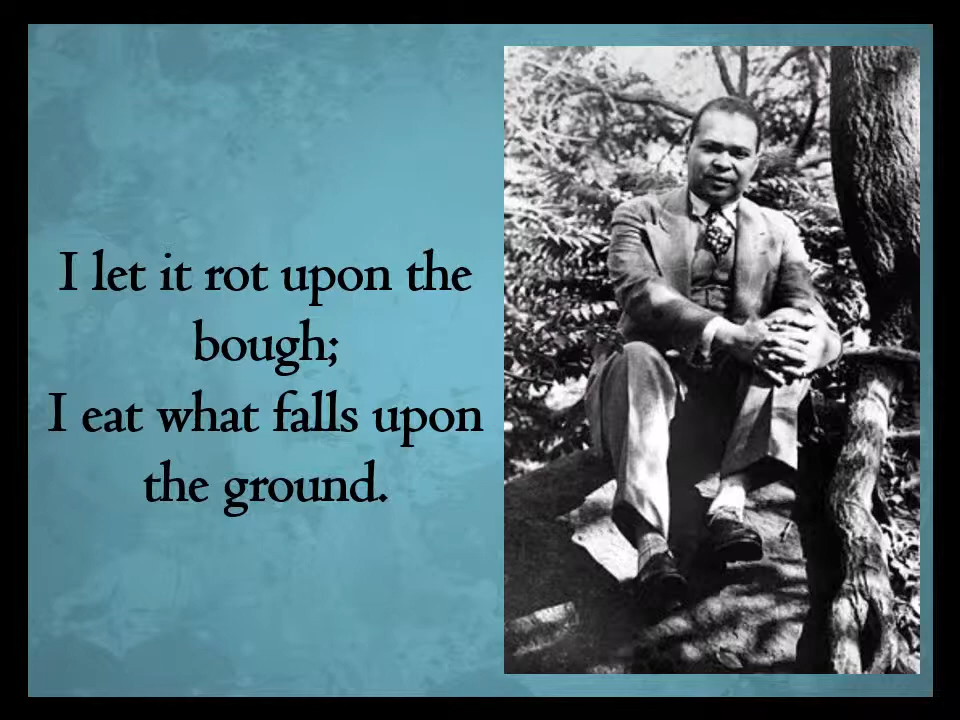 I let it rot upon the
bough;
I eat what falls upon
the ground.